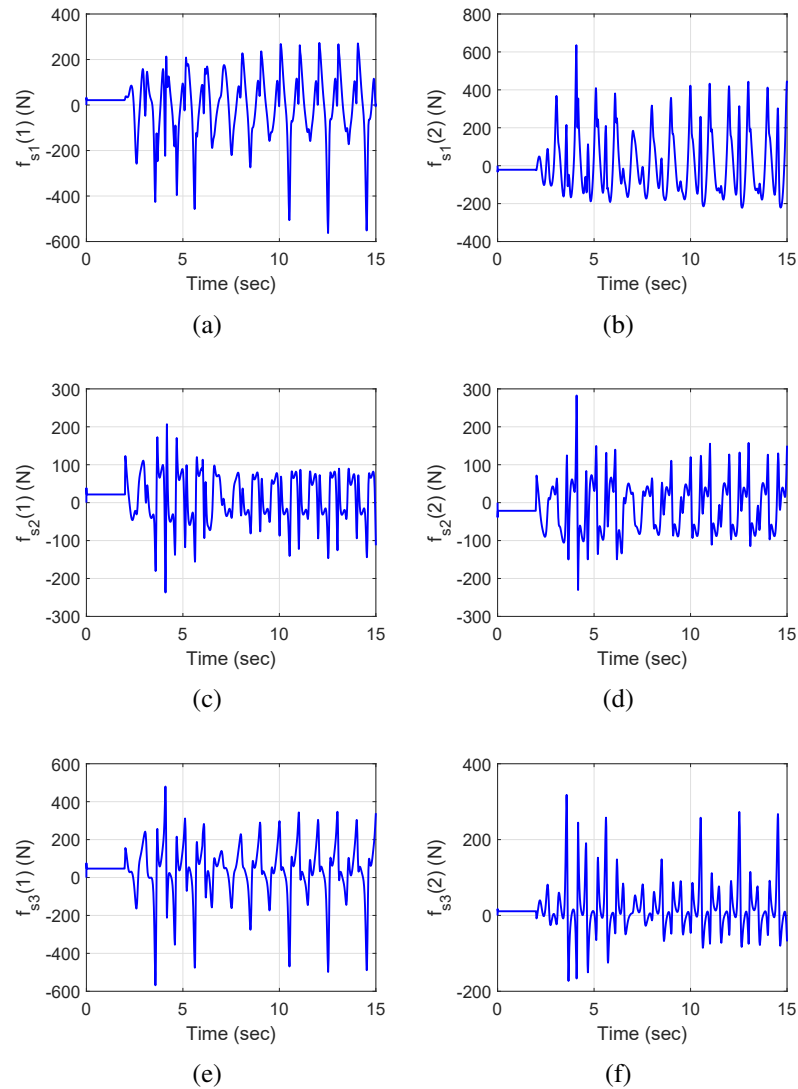 400
200
0
-200
-400
-600
f_s1(1) (N)
0 5 10 15
Time (sec)
(a)
800
600
400
200
0
-200
-400
f_s1(2) (N)
0 5 10 15
Time (sec)
(b)
300
200
100
0
-100
-200
-300
f_s2(1) (N)
0 5 10 15
Time (sec)
(c)
300
200
100
0
-100
-200
-300
f_s2(2) (N)
0 5 10 15
Time (sec)
(d)
600
400
200
0
-200
-400
-600
f_s3(1) (N)
0 5 10 15
Time (sec)
(e)
400
200
0
-200
f_s3(2) (N)
0 5 10 15
Time (sec)
(f)